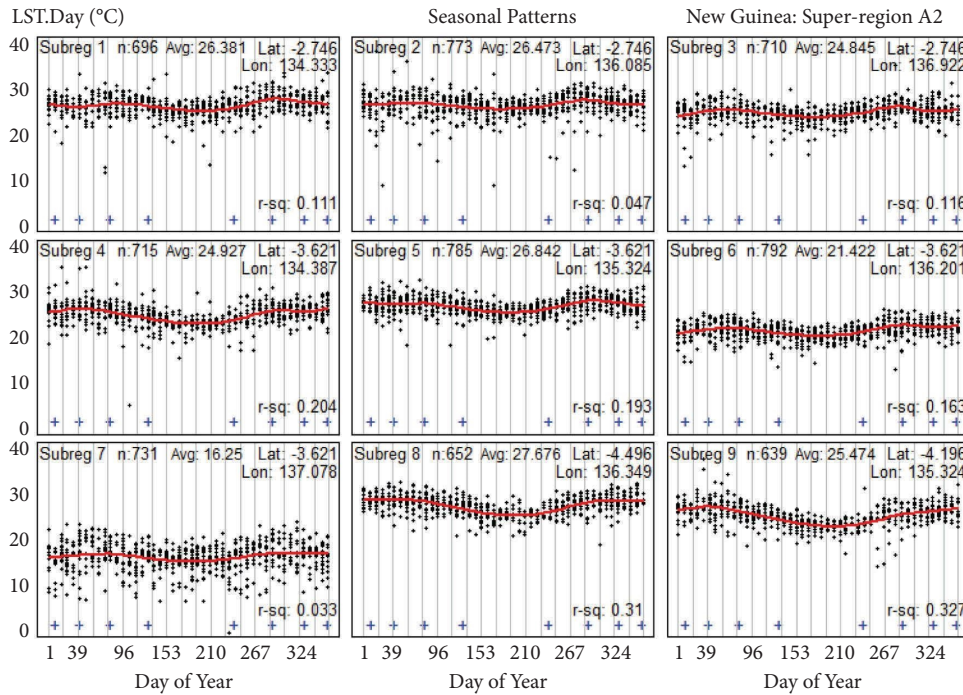 LST.Day (°C) Seasonal Patterns New Guinea: Super-region A2
40 Subreg 1 n:696 Avg: 26.381 Lat: -2.746 Subreg 2 n:773 Avg: 26.473 Lat: -2.746 Subreg 3 n:710 Avg: 24.845 Lat: -2.746
Lon: 134.333 Lon: 136.085 Lon: 136.922
30
20
10
r-sq: 0.111 r-sq: 0.047 r-sq: 0.116
0
40 Subreg 4 n:715 Avg: 24.927 Lat: -3.621 Subreg 5 n:785 Avg: 26.842 Lat: -3.621 Subreg 6 n:792 Avg: 21.422 Lat: -3.621
Lon: 134.387 Lon: 135.324 Lon: 136.201
30
20
10
r-sq: 0.204 r-sq: 0.193 r-sq: 0.163
0
40 Subreg 7 n:731 Avg: 16.25 Lat: -3.621 Subreg 8 n:652 Avg: 27.676 Lat: -4.496 Subreg 9 n:639 Avg: 25.474 Lat: -4.196
Lon: 137.078 Lon: 136.349 Lon: 135.324
30
20
10
r-sq: 0.033 r-sq: 0.31 r-sq: 0.327
0
1 39 96 153 210 267 324 1 39 96 153 210 267 324 1 39 96 153 210 267 324
Day of Year Day of Year Day of Year